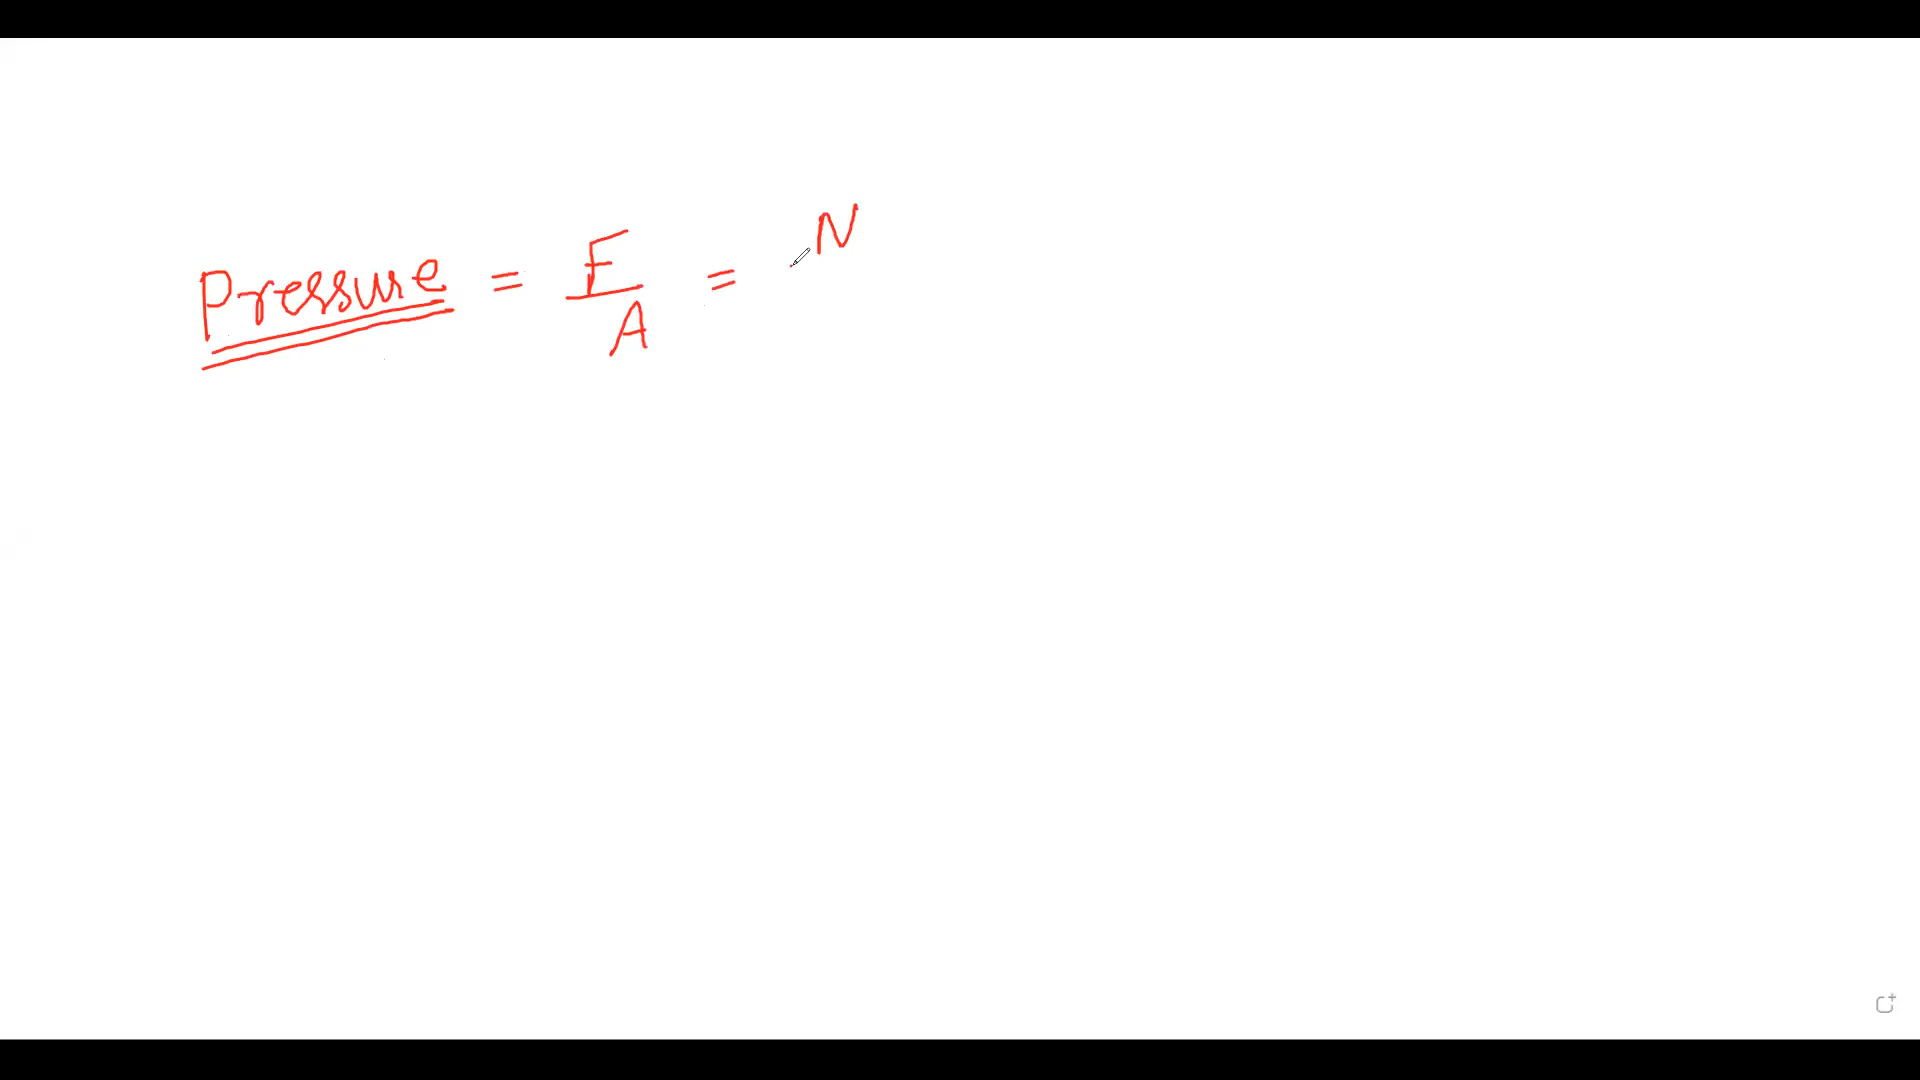 Pressure = F/A = N